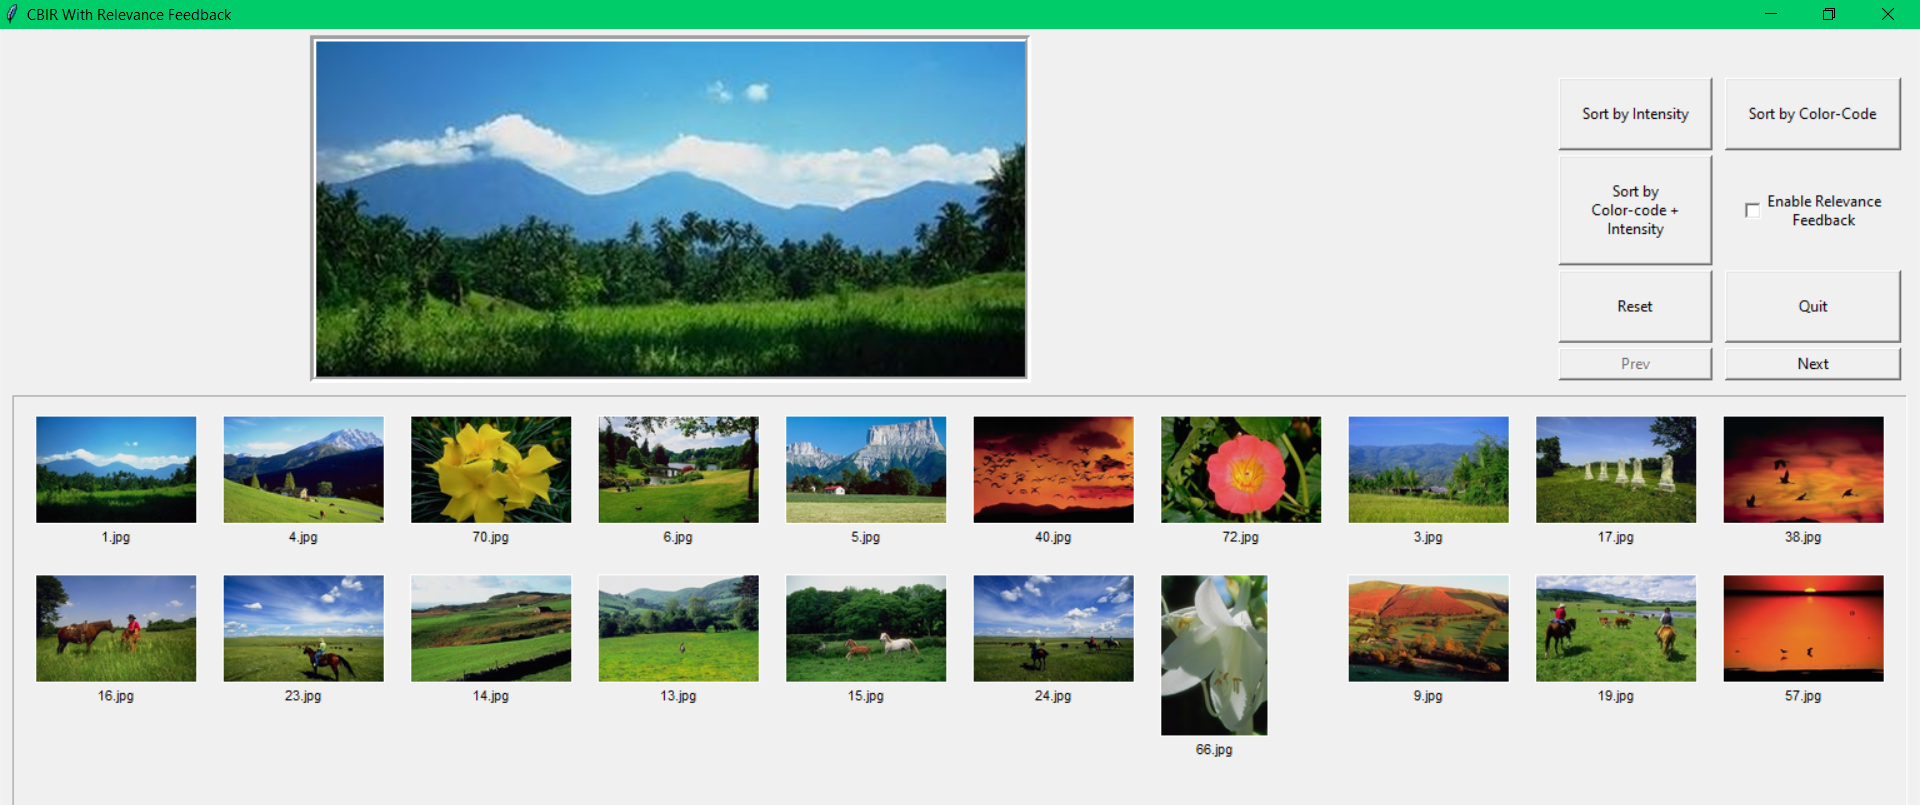 CBIR With Relevance Feedback
Sort by Intensity
Sort by Color-Code
Sort by
Color-code +
Intensity
Enable Relevance
Feedback
Reset
Quit
Prev
Next
1.jpg
4.jpg
70.jpg
6.jpg
5.jpg
40.jpg
72.jpg
3.jpg
17.jpg
38.jpg
16.jpg
23.jpg
14.jpg
13.jpg
15.jpg
24.jpg
66.jpg
9.jpg
19.jpg
57.jpg